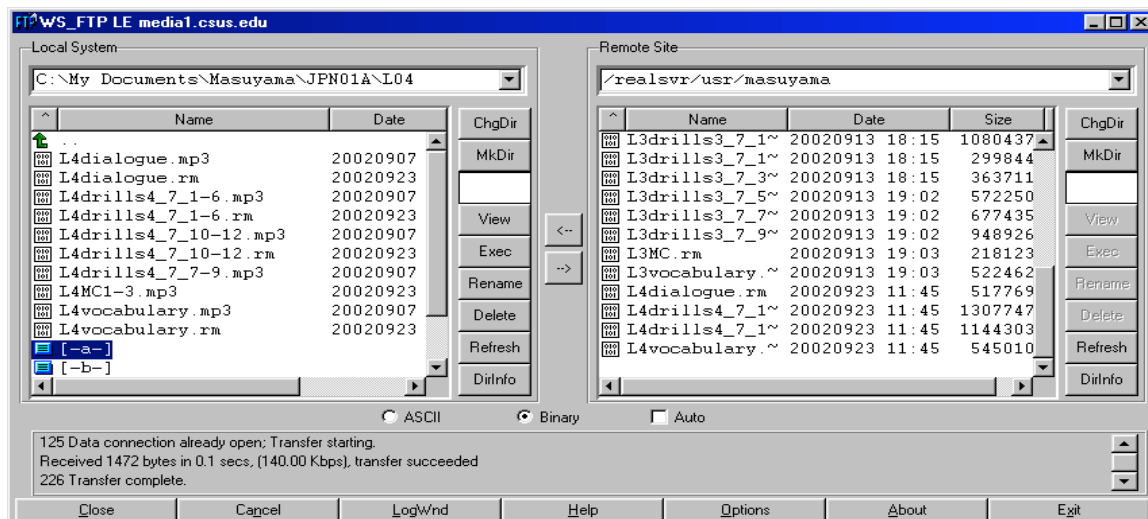 WS_FTP LE media1.csus.edu
Local System
C:\My Documents\Masuyama\JPN01A\L04
^ Name Date
..
L4dialogue.mp3 20020907
L4dialogue.rm 20020923
L4drills4_7_1-6.mp3 20020907
L4drills4_7_1-6.rm 20020923
L4drills4_7_10-12.mp3 20020907
L4drills4_7_10-12.rm 20020923
L4drills4_7_7-9.mp3 20020907
L4MC1-3.mp3 20020923
L4vocabulary.mp3 20020907
L4vocabulary.rm 20020923
[-a-]
[-b-]
ChgDir
MkDir
View
Exec
Rename
Delete
Refresh
DirInfo
<--
-->
Remote Site
/realsvr/usr/masuyama
^ Name Date Size
L3drills3_7_1~ 20020913 18:15 1080437
L3drills3_7_1~ 20020913 18:15 299844
L3drills3_7_3~ 20020913 18:15 363711
L3drills3_7_5~ 20020913 19:02 572250
L3drills3_7_7~ 20020913 19:02 677435
L3drills3_7_9~ 20020913 19:02 948926
L3MC.rm 20020913 19:03 218123
L3vocabulary.~ 20020913 19:03 522462
L4dialogue.rm 20020923 11:45 517769
L4drills4_7_1~ 20020923 11:45 1307747
L4drills4_7_1~ 20020923 11:45 1144303
L4vocabulary.~ 20020923 11:45 545010
ChgDir
MkDir
View
Exec
Rename
Delete
Refresh
DirInfo
ASCII Binary Auto
125 Data connection already open; Transfer starting.
Received 1472 bytes in 0.1 secs, (140.00 Kbps), transfer succeeded
226 Transfer complete.
Close Cancel LogWnd Help Options About Exit